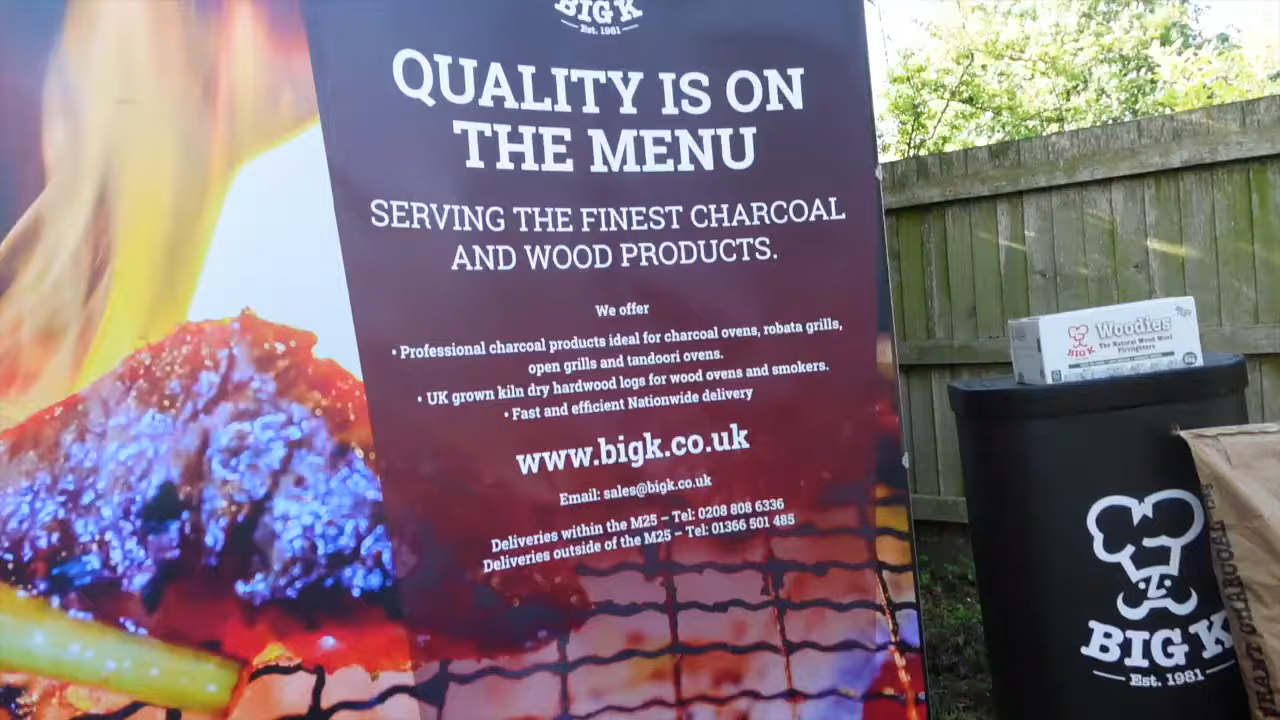 BIG K
Est. 1981
QUALITY IS ON
THE MENU
SERVING THE FINEST CHARCOAL
AND WOOD PRODUCTS.
We offer
• Professional charcoal products ideal for charcoal ovens, robata grills,
open grills and tandoori ovens.
• UK grown kiln dry hardwood logs for wood ovens and smokers.
• Fast and efficient Nationwide delivery
www.bigk.co.uk
Email: sales@bigk.co.uk
Deliveries within the M25 – Tel: 0208 808 6336
Deliveries outside of the M25 – Tel: 01366 501 485
Woodies
The Natural Wood Wool
Firelighters
BIG K
BIG K
Est. 1981
CHARCOAL